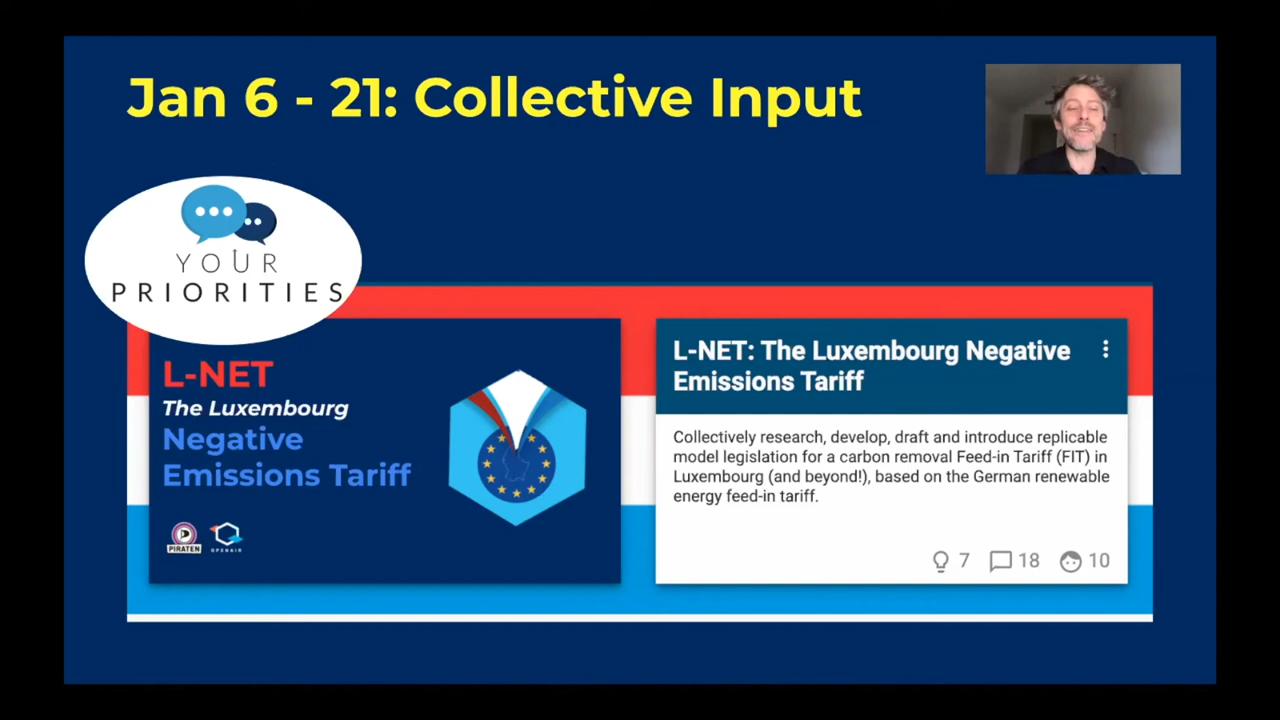 Jan 6 - 21: Collective Input
YOUR
PRIORITIES
L-NET
The Luxembourg
Negative
Emissions Tariff
PIRATEN
OPENAIR
L-NET: The Luxembourg Negative
Emissions Tariff
Collectively research, develop, draft and introduce replicable
model legislation for a carbon removal Feed-in Tariff (FIT) in
Luxembourg (and beyond!), based on the German renewable
energy feed-in tariff.
7 18 10